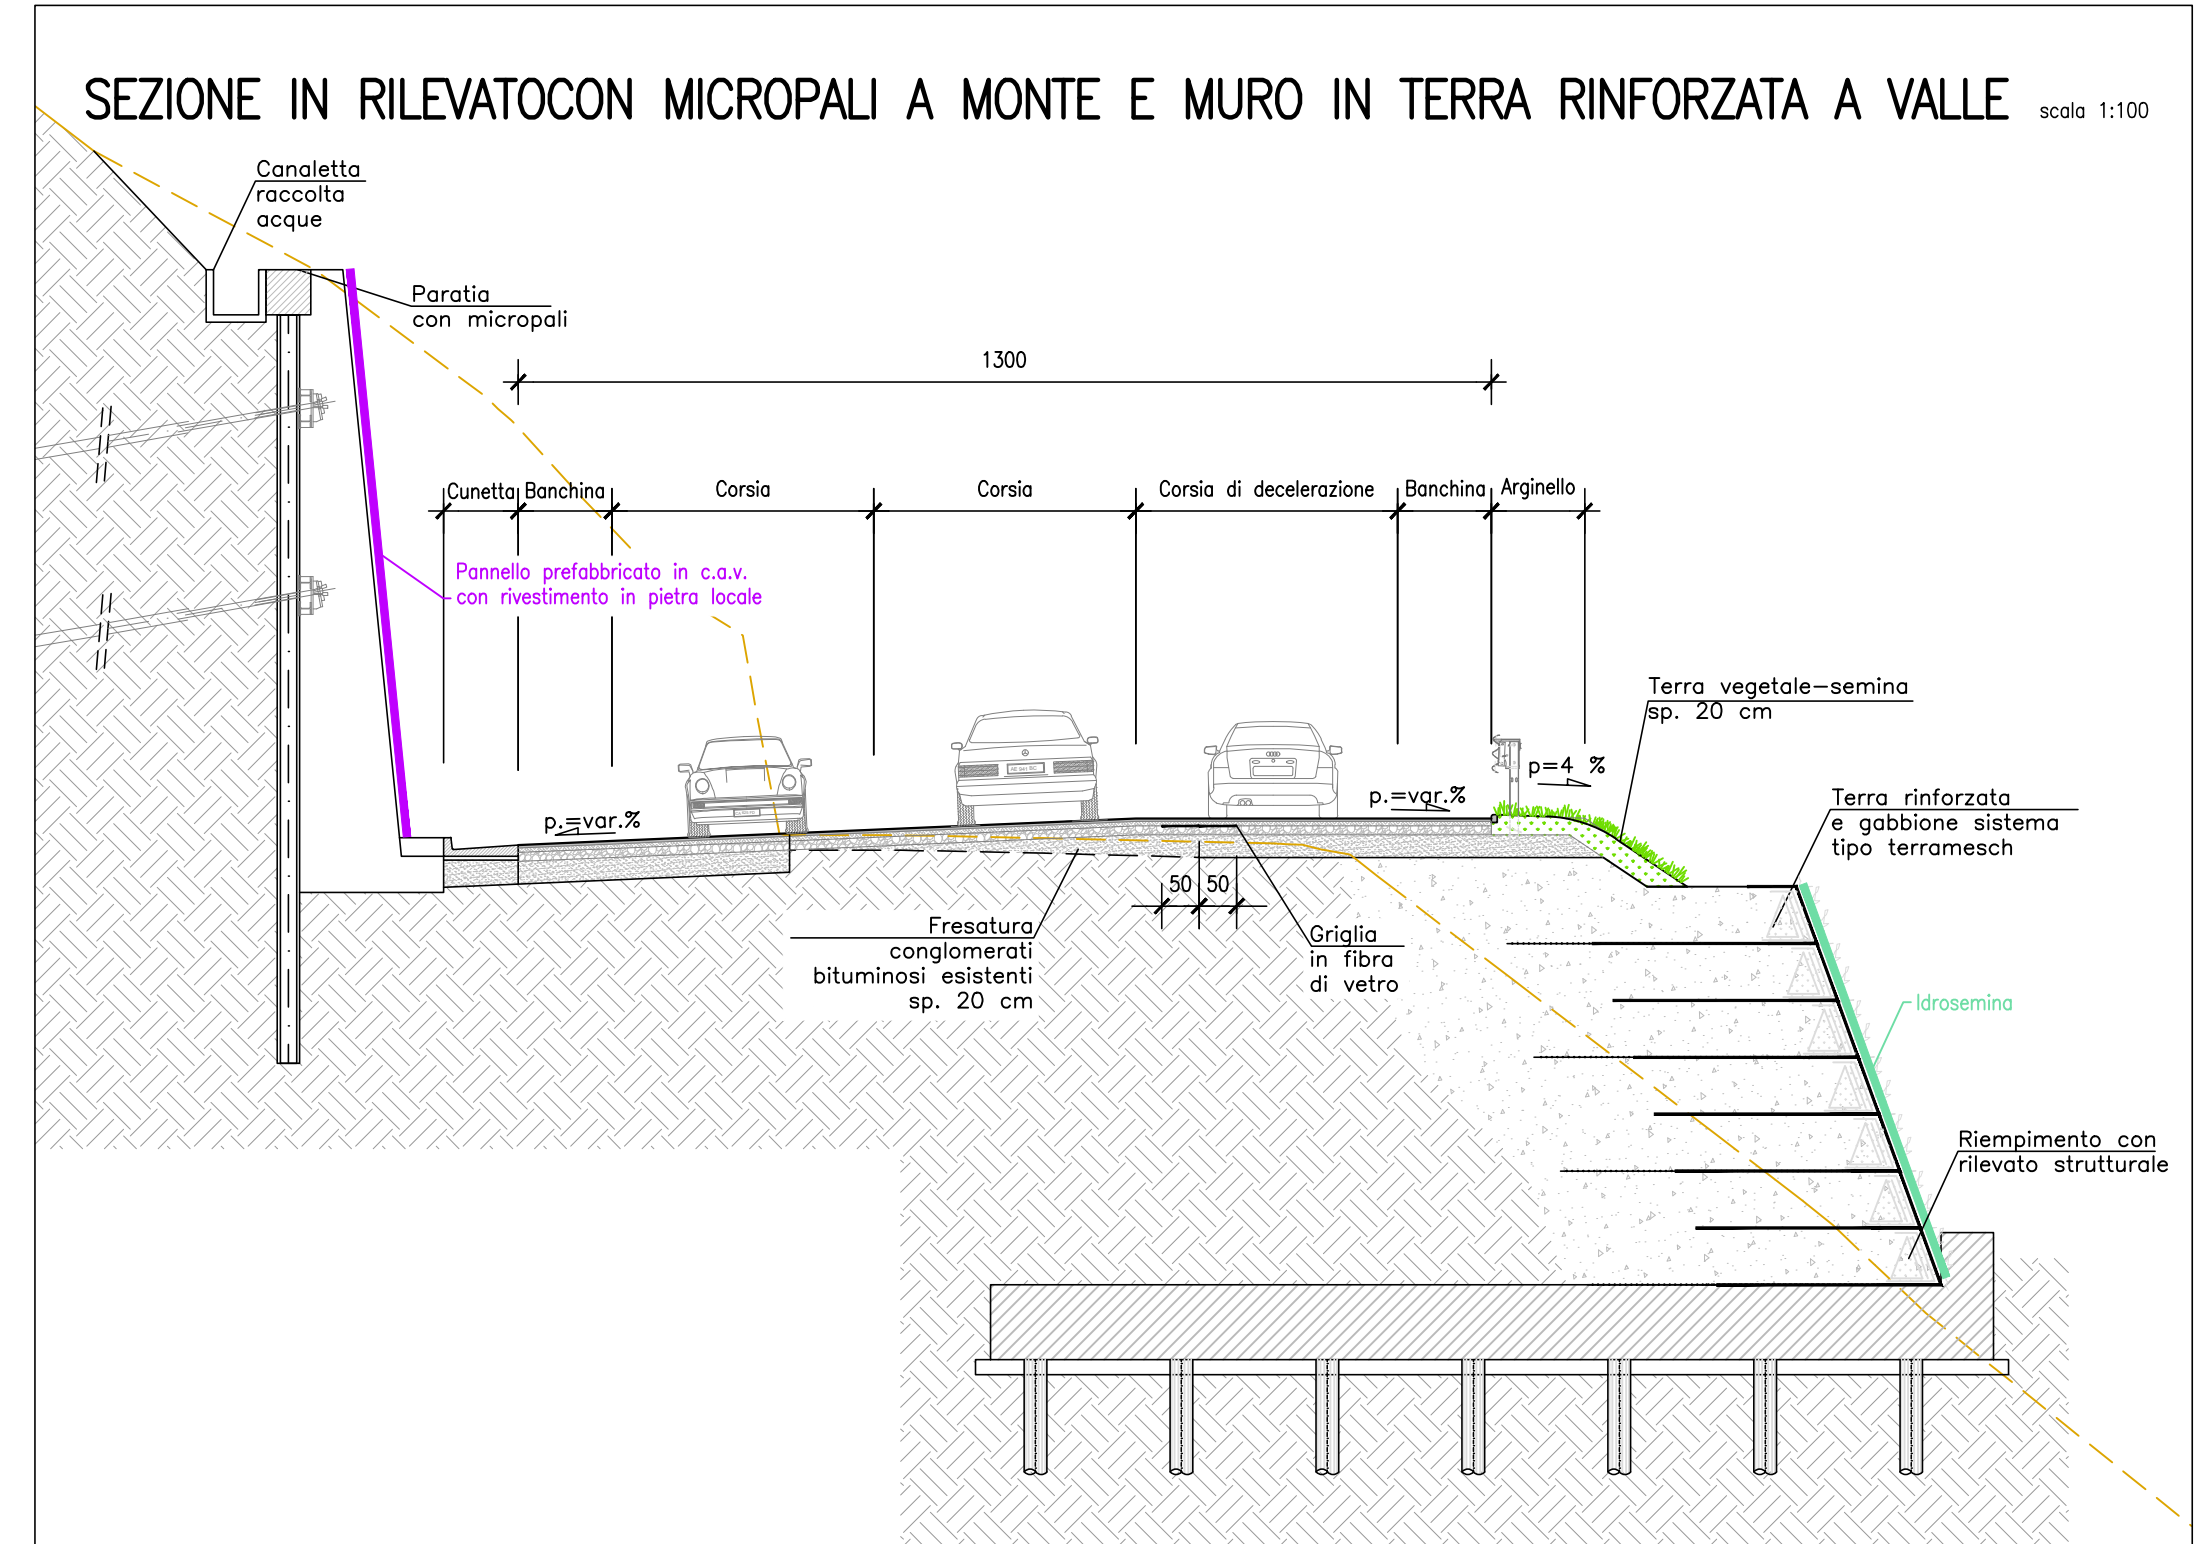 SEZIONE IN RILEVATOCON MICROPALI A MONTE E MURO IN TERRA RINFORZATA A VALLE scala 1:100
Canaletta
raccolta
acque
Paratia
con micropali
1300
Cunetta Banchina Corsia Corsia Corsia di decelerazione Banchina Arginello
Pannello prefabbricato in c.a.v.
con rivestimento in pietra locale
Terra vegetale-semina
sp. 20 cm
p=4 %
p.=var.%
p.=var.%
Terra rinforzata
e gabbione sistema
tipo terramesch
50 50
Fresatura
conglomerati
bituminosi esistenti
sp. 20 cm
Griglia
in fibra
di vetro
Idrosemina
Riempimento con
rilevato strutturale